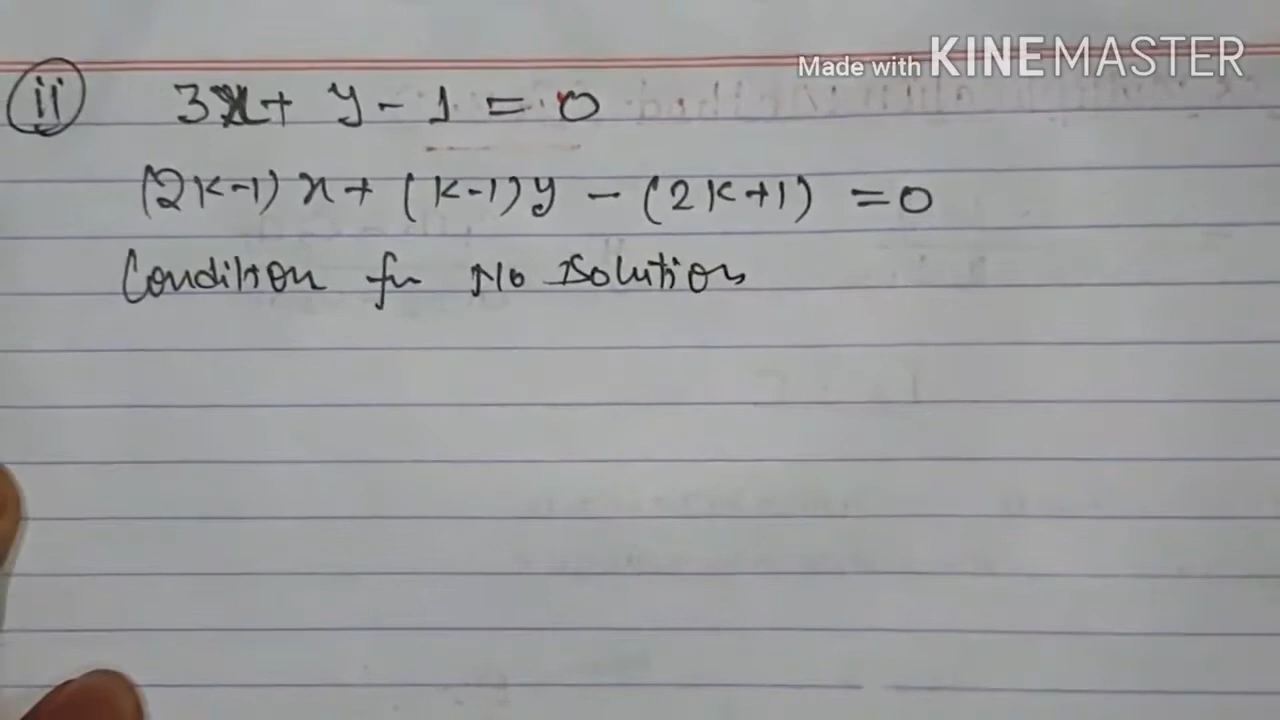 Made with KINEMASTER
ii 3x + y - 1 = 0
(2k-1) x + (k-1) y - (2k+1) = 0
Condition for No Solution